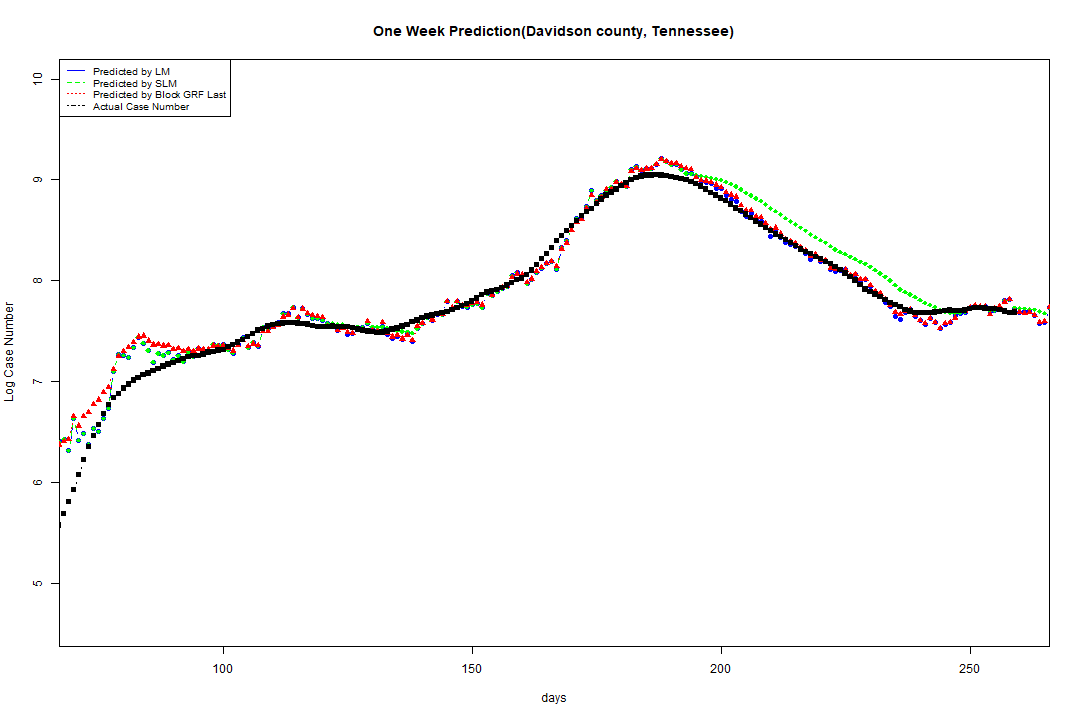 One Week Prediction(Davidson county, Tennessee)
Predicted by LM
Predicted by SLM
Predicted by Block GRF Last
Actual Case Number
10
9
8
7
6
5
Log Case Number
100
150
200
250
days